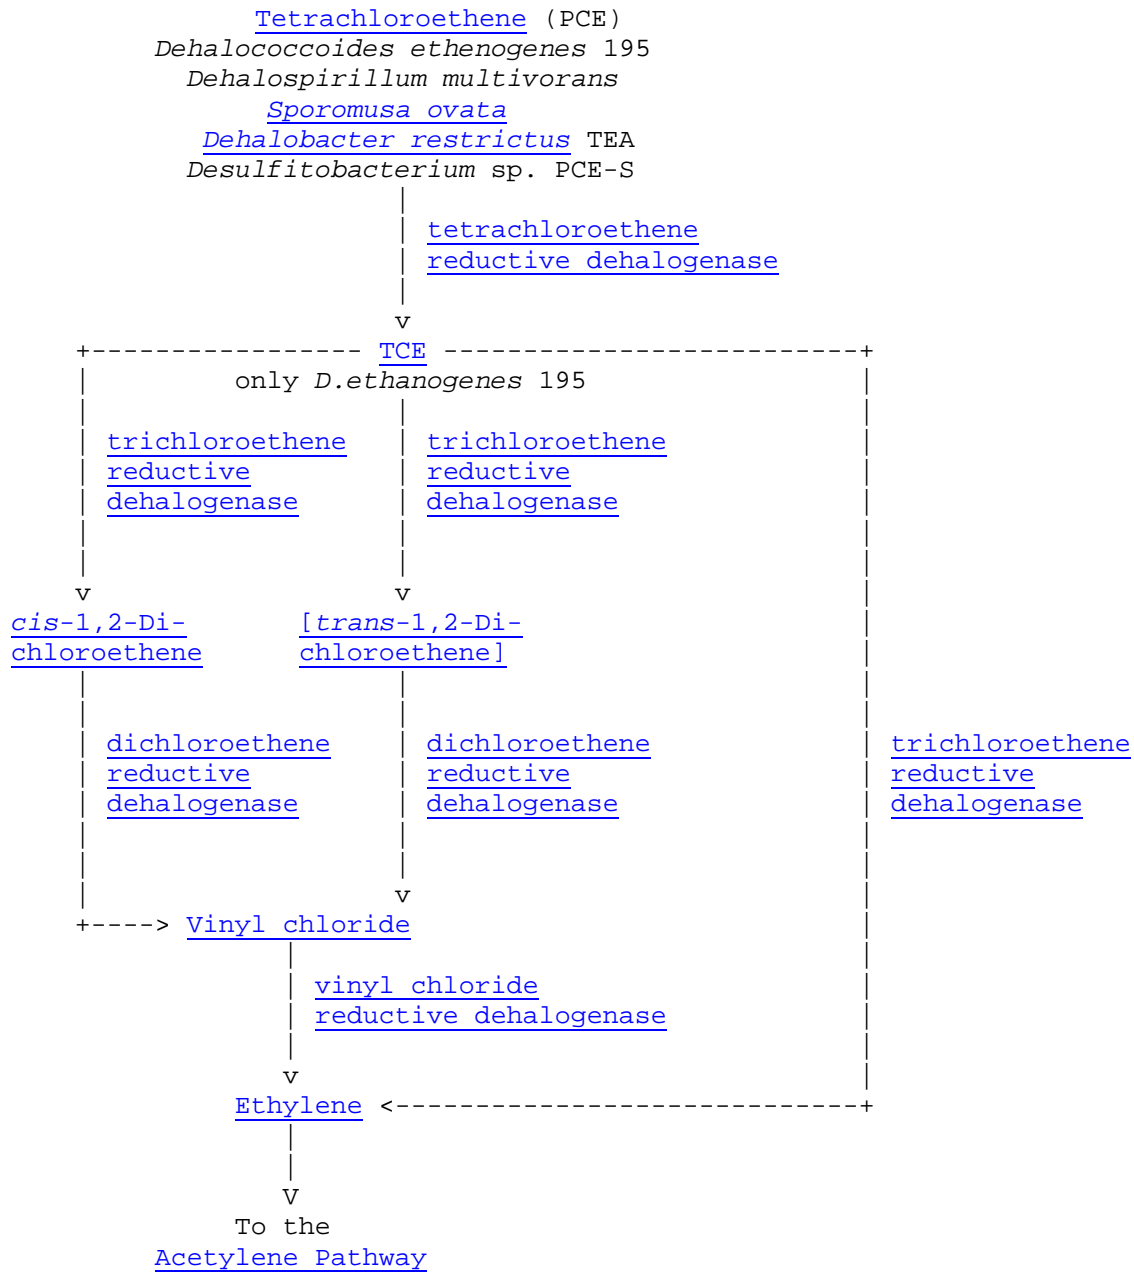 Tetrachloroethene (PCE)
Dehalococcoides ethenogenes 195
Dehalospirillum multivorans
Sporomusa ovata
Dehalobacter restrictus TEA
Desulfitobacterium sp. PCE-S
tetrachloroethene
reductive dehalogenase
TCE
only D.ethanogenes 195
trichloroethene
reductive
dehalogenase
trichloroethene
reductive
dehalogenase
cis-1,2-Di-
chloroethene
[trans-1,2-Di-
chloroethene]
dichloroethene
reductive
dehalogenase
dichloroethene
reductive
dehalogenase
trichloroethene
reductive
dehalogenase
Vinyl chloride
vinyl chloride
reductive dehalogenase
Ethylene
To the
Acetylene Pathway